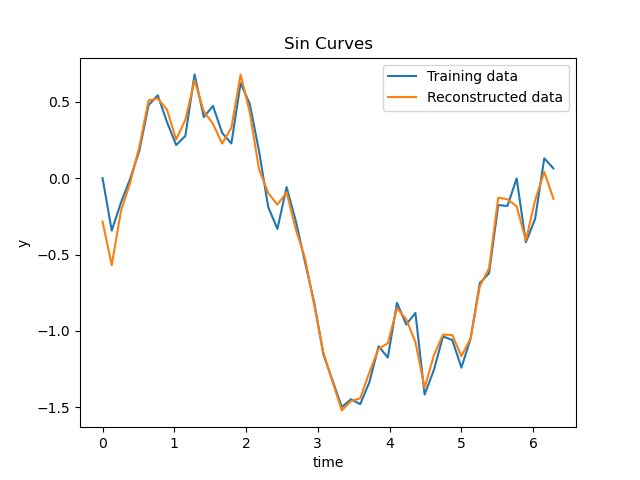 Sin Curves
Training data
Reconstructed data
0.5
0.0
−0.5
−1.0
−1.5
y
0 1 2 3 4 5 6
time